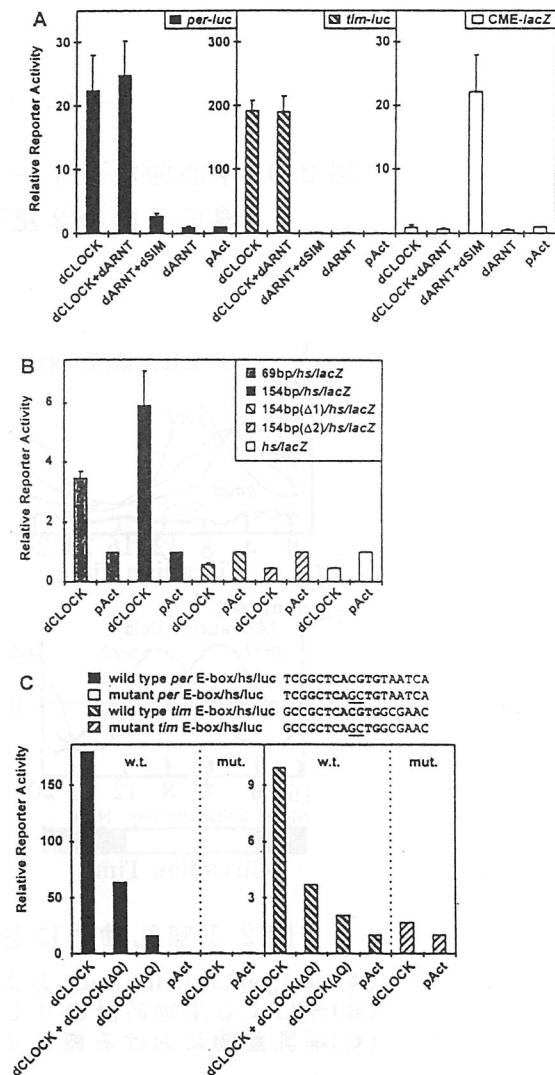 A
per-luc
tim-luc
CME-lacZ
Relative Reporter Activity
30
20
10
0
300
200
100
0
30
20
10
0
dCLOCK
dCLOCK+dARNT
dARNT+dSIM
dARNT
pAct
dCLOCK
dCLOCK+dARNT
dARNT+dSIM
dARNT
pAct
dCLOCK
dCLOCK+dARNT
dARNT+dSIM
dARNT
pAct
B
69bp/hs/lacZ
154bp/hs/lacZ
154bp(Δ1)/hs/lacZ
154bp(Δ2)/hs/lacZ
hs/lacZ
Relative Reporter Activity
6
4
2
0
dCLOCK
pAct
dCLOCK
pAct
dCLOCK
pAct
dCLOCK
pAct
dCLOCK
pAct
C
wild type per E-box/hs/luc TCGGCTCACGTGTAATCA
mutant per E-box/hs/luc TCGGCTCAGCTGTAATCA
wild type tim E-box/hs/luc GCCGCTCACGTGGCGAAC
mutant tim E-box/hs/luc GCCGCTCAGCTGGCGAAC
Relative Reporter Activity
w.t.
mut.
w.t.
mut.
150
100
50
0
9
6
3
0
dCLOCK
dCLOCK + dCLOCK(ΔQ)
dCLOCK(ΔQ)
pAct
dCLOCK
pAct
dCLOCK
dCLOCK + dCLOCK(ΔQ)
dCLOCK(ΔQ)
pAct
dCLOCK
pAct